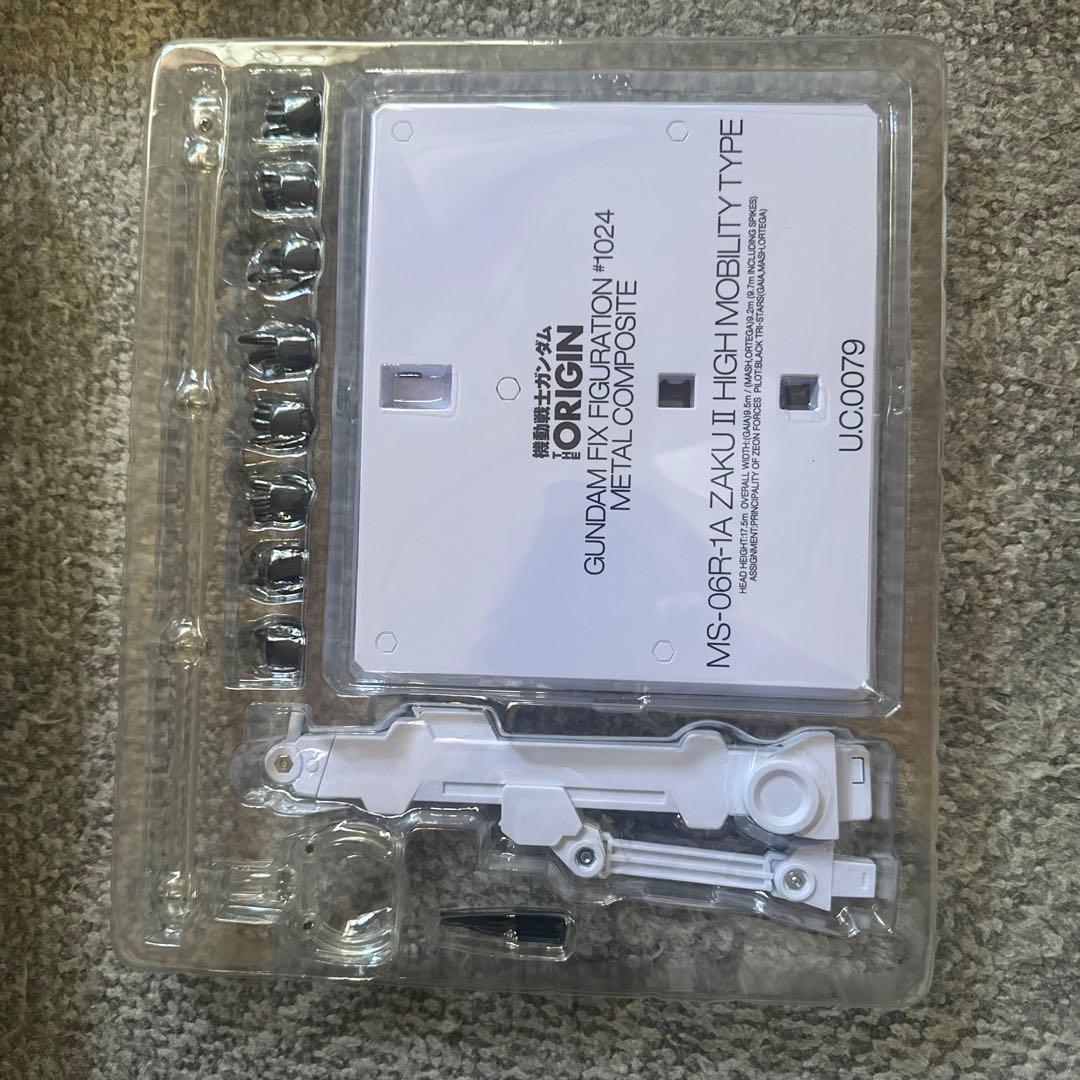 機動戦士ガンダム
THE ORIGIN
GUNDAM FIX FIGURATION #1024
METAL COMPOSITE
MS-06R-1A ZAKU II HIGH MOBILITY TYPE
HEAD HEIGHT:17.5m OVERALL WIDTH:(GAIA)9.5m / (MASH,ORTEGA)9.2m (9.7m INCLUDING SPIKES)
ASSIGNMENT:PRINCIPALITY OF ZEON FORCES PILOT:BLACK TRI-STARS(GAIA,MASH,ORTEGA)
U.C.0079